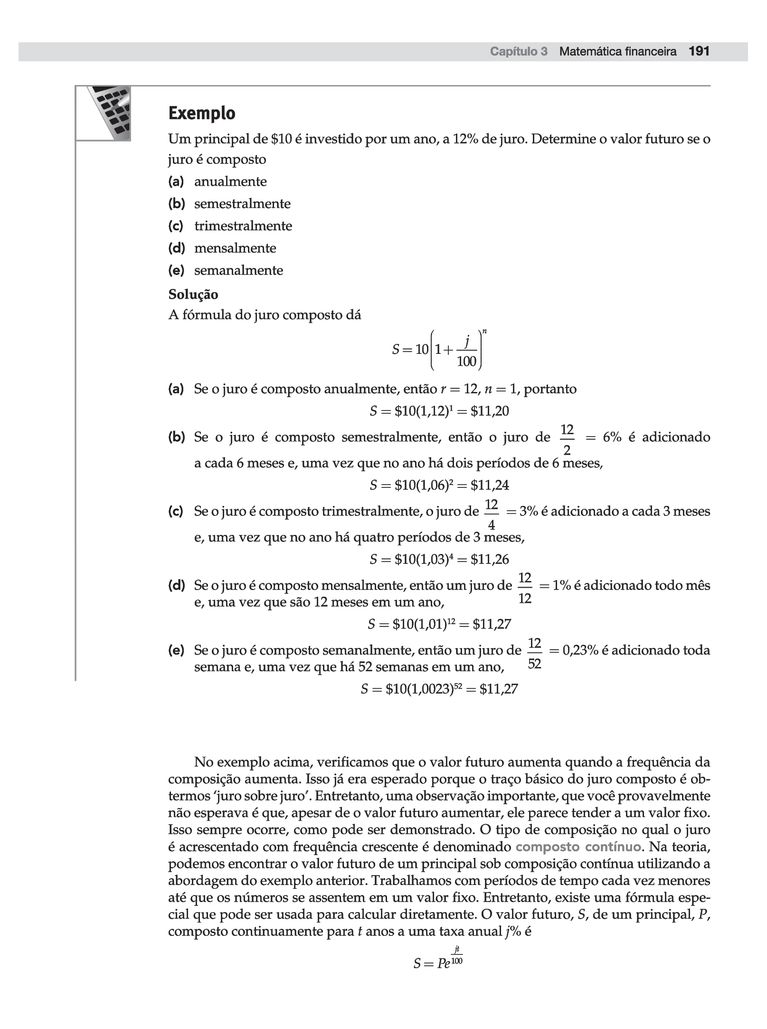 Capítulo 3 Matemática financeira 191
Exemplo
Um principal de $10 é investido por um ano, a 12% de juro. Determine o valor futuro se o
juro é composto
(a) anualmente
(b) semestralmente
(c) trimestralmente
(d) mensalmente
(e) semanalmente
Solução
A fórmula do juro composto dá
S = 10(1 + j/100)^n
(a) Se o juro é composto anualmente, então r = 12, n = 1, portanto
S = $10(1,12)¹ = $11,20
(b) Se o juro é composto semestralmente, então o juro de 12/2 = 6% é adicionado
a cada 6 meses e, uma vez que no ano há dois períodos de 6 meses,
S = $10(1,06)² = $11,24
(c) Se o juro é composto trimestralmente, o juro de 12/4 = 3% é adicionado a cada 3 meses
e, uma vez que no ano há quatro períodos de 3 meses,
S = $10(1,03)⁴ = $11,26
(d) Se o juro é composto mensalmente, então um juro de 12/12 = 1% é adicionado todo mês
e, uma vez que são 12 meses em um ano,
S = $10(1,01)¹² = $11,27
(e) Se o juro é composto semanalmente, então um juro de 12/52 = 0,23% é adicionado toda
semana e, uma vez que há 52 semanas em um ano,
S = $10(1,0023)⁵² = $11,27
No exemplo acima, verificamos que o valor futuro aumenta quando a frequência da
composição aumenta. Isso já era esperado porque o traço básico do juro composto é ob-
termos ‘juro sobre juro’. Entretanto, uma observação importante, que você provavelmente
não esperava é que, apesar de o valor futuro aumentar, ele parece tender a um valor fixo.
Isso sempre ocorre, como pode ser demonstrado. O tipo de composição no qual o juro
é acrescentado com frequência crescente é denominado composto contínuo. Na teoria,
podemos encontrar o valor futuro de um principal sob composição contínua utilizando a
abordagem do exemplo anterior. Trabalhamos com períodos de tempo cada vez menores
até que os números se assentem em um valor fixo. Entretanto, existe uma fórmula espe-
cial que pode ser usada para calcular diretamente. O valor futuro, S, de um principal, P,
composto continuamente para t anos a uma taxa anual j% é
S = Pe^(jt/100)